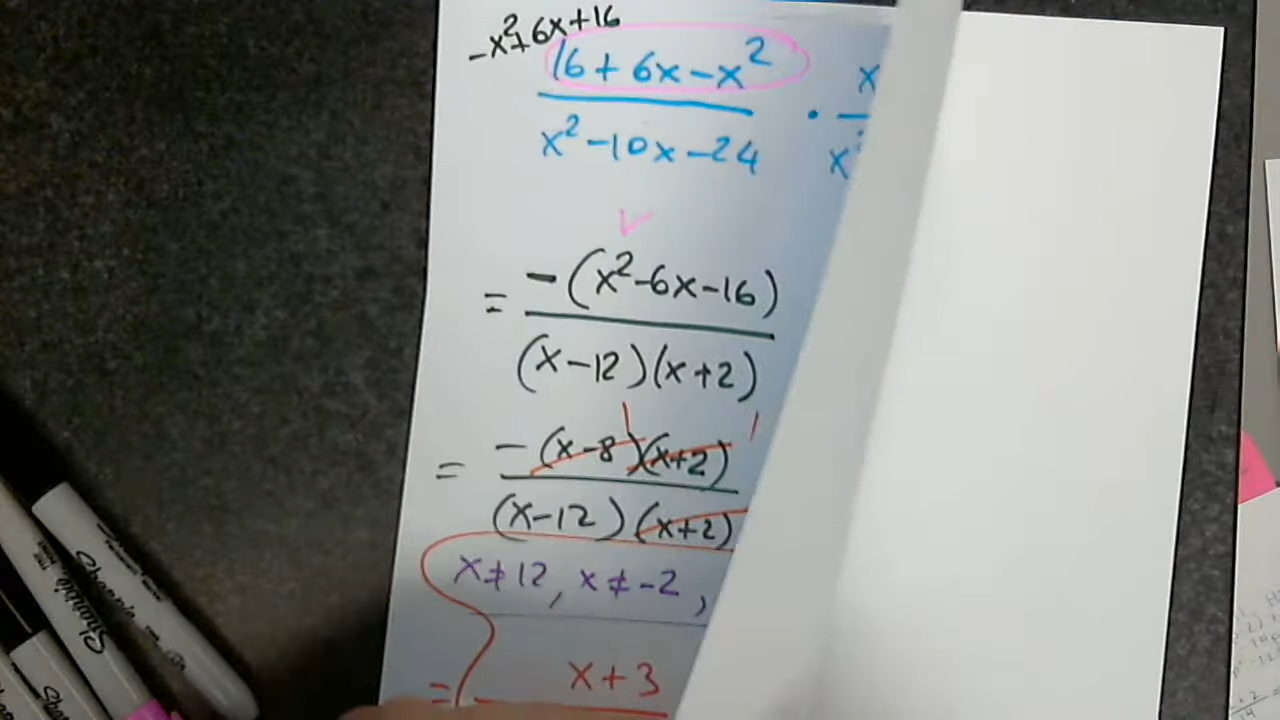 -x²+6x+16
16+6x-x² · x
x²-10x-24 x
= -(x²-6x-16)
(x-12)(x+2)
= -(x-8)(x+2)
(x-12)(x+2)
x≠12, x≠-2,
= x+3
Sharpie